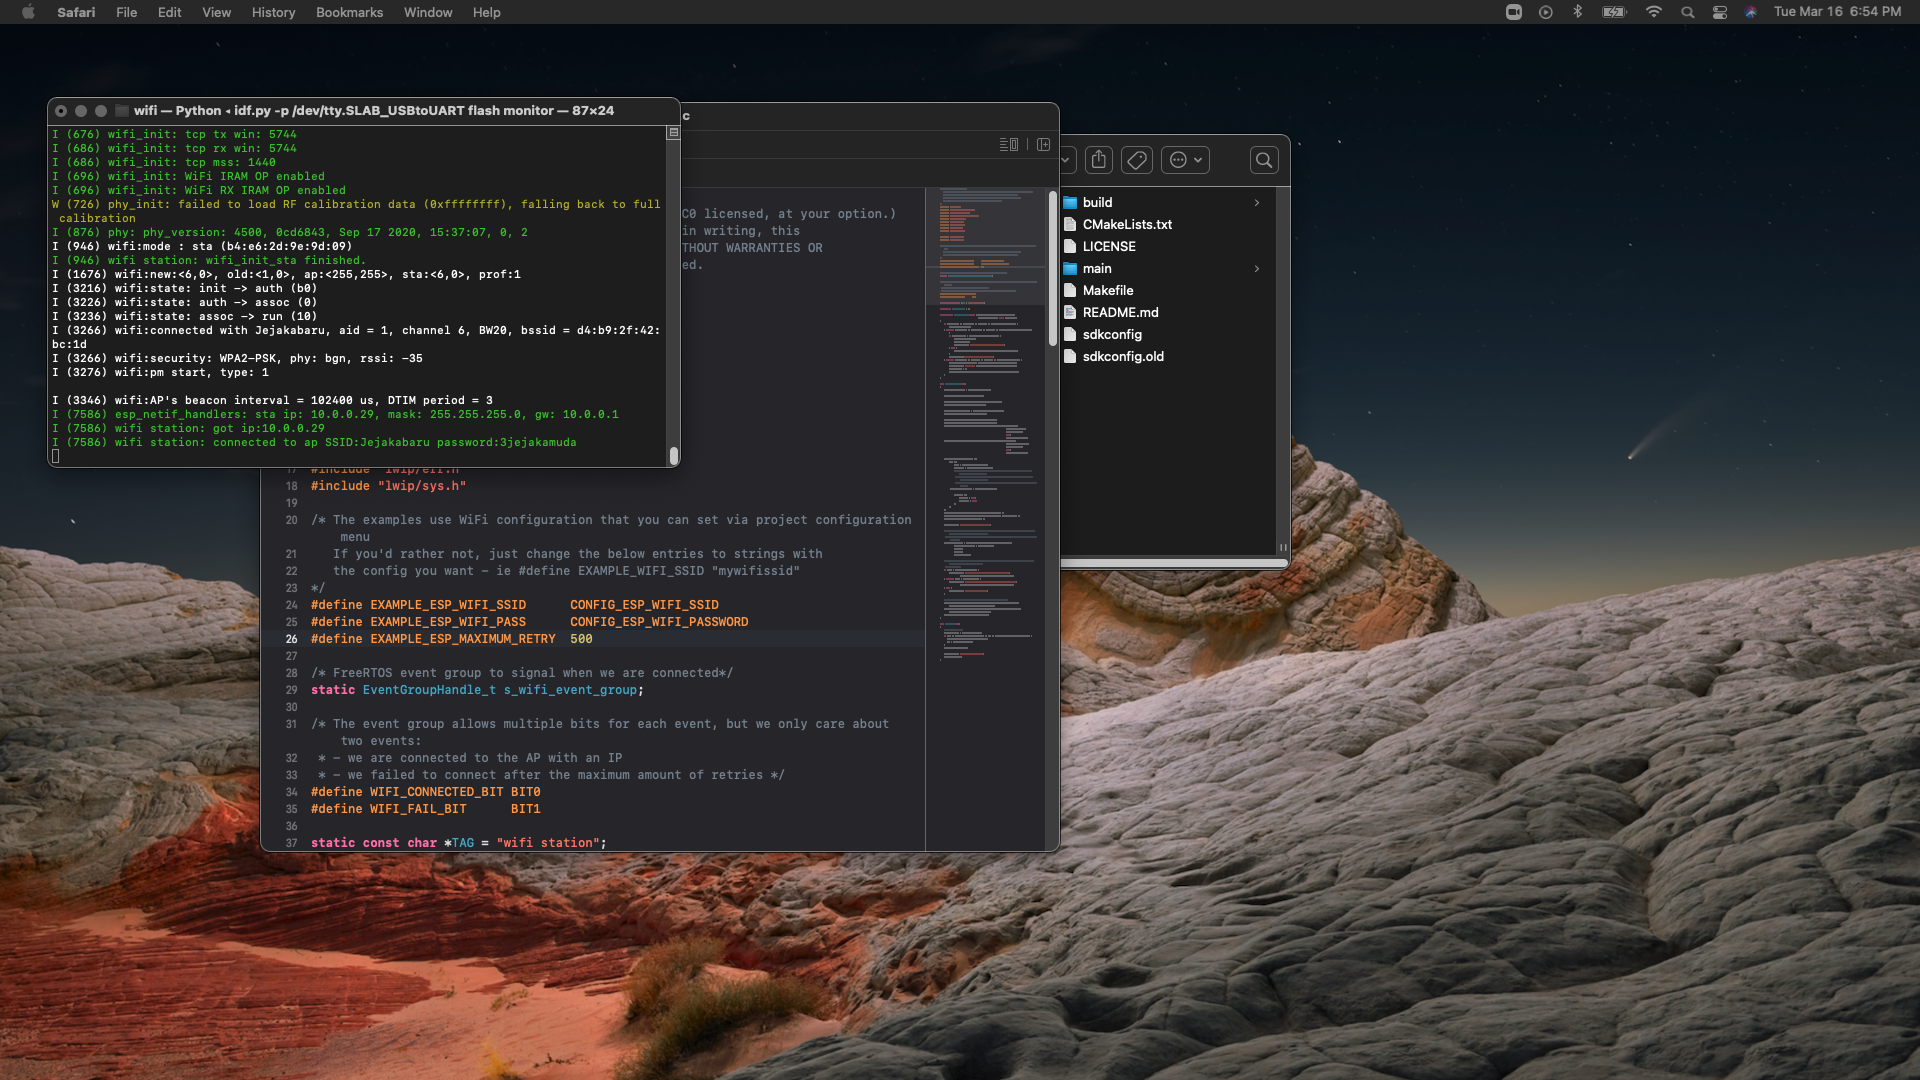 Safari File Edit View History Bookmarks Window Help Tue Mar 16 6:54 PM
wifi — Python ◂ idf.py -p /dev/tty.SLAB_USBtoUART flash monitor — 87×24
I (676) wifi_init: tcp tx win: 5744
I (686) wifi_init: tcp rx win: 5744
I (686) wifi_init: tcp mss: 1440
I (696) wifi_init: WiFi IRAM OP enabled
I (696) wifi_init: WiFi RX IRAM OP enabled
W (726) phy_init: failed to load RF calibration data (0xffffffff), falling back to full
calibration
I (876) phy: phy_version: 4500, 0cd6843, Sep 17 2020, 15:37:07, 0, 2
I (946) wifi:mode : sta (b4:e6:2d:9e:9d:09)
I (946) wifi station: wifi_init_sta finished.
I (1676) wifi:new:<6,0>, old:<1,0>, ap:<255,255>, sta:<6,0>, prof:1
I (3216) wifi:state: init -> auth (b0)
I (3226) wifi:state: auth -> assoc (0)
I (3236) wifi:state: assoc -> run (10)
I (3266) wifi:connected with Jejakabaru, aid = 1, channel 6, BW20, bssid = d4:b9:2f:42:
bc:1d
I (3266) wifi:security: WPA2-PSK, phy: bgn, rssi: -35
I (3276) wifi:pm start, type: 1
I (3346) wifi:AP's beacon interval = 102400 us, DTIM period = 3
I (7586) esp_netif_handlers: sta ip: 10.0.0.29, mask: 255.255.255.0, gw: 10.0.0.1
I (7586) wifi station: got ip:10.0.0.29
I (7586) wifi station: connected to ap SSID:Jejakabaru password:3jejakamuda
c
C0 licensed, at your option.)
in writing, this
THOUT WARRANTIES OR
ed.
17 #include "lwip/err.h"
18 #include "lwip/sys.h"
19
20 /* The examples use WiFi configuration that you can set via project configuration
menu
21 If you'd rather not, just change the below entries to strings with
22 the config you want - ie #define EXAMPLE_WIFI_SSID "mywifissid"
23 */
24 #define EXAMPLE_ESP_WIFI_SSID CONFIG_ESP_WIFI_SSID
25 #define EXAMPLE_ESP_WIFI_PASS CONFIG_ESP_WIFI_PASSWORD
26 #define EXAMPLE_ESP_MAXIMUM_RETRY 500
27
28 /* FreeRTOS event group to signal when we are connected*/
29 static EventGroupHandle_t s_wifi_event_group;
30
31 /* The event group allows multiple bits for each event, but we only care about
two events:
32 * - we are connected to the AP with an IP
33 * - we failed to connect after the maximum amount of retries */
34 #define WIFI_CONNECTED_BIT BIT0
35 #define WIFI_FAIL_BIT BIT1
36
37 static const char *TAG = "wifi station";
build
CMakeLists.txt
LICENSE
main
Makefile
README.md
sdkconfig
sdkconfig.old